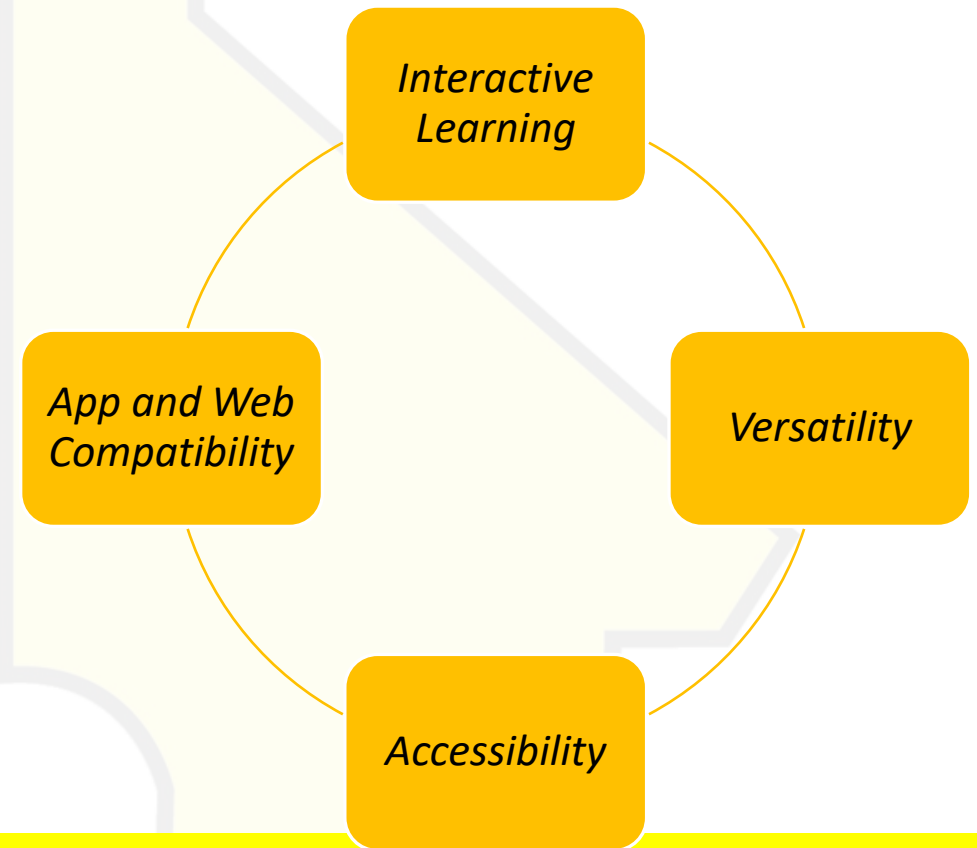 Interactive
Learning
App and Web
Compatibility
Versatility
Accessibility